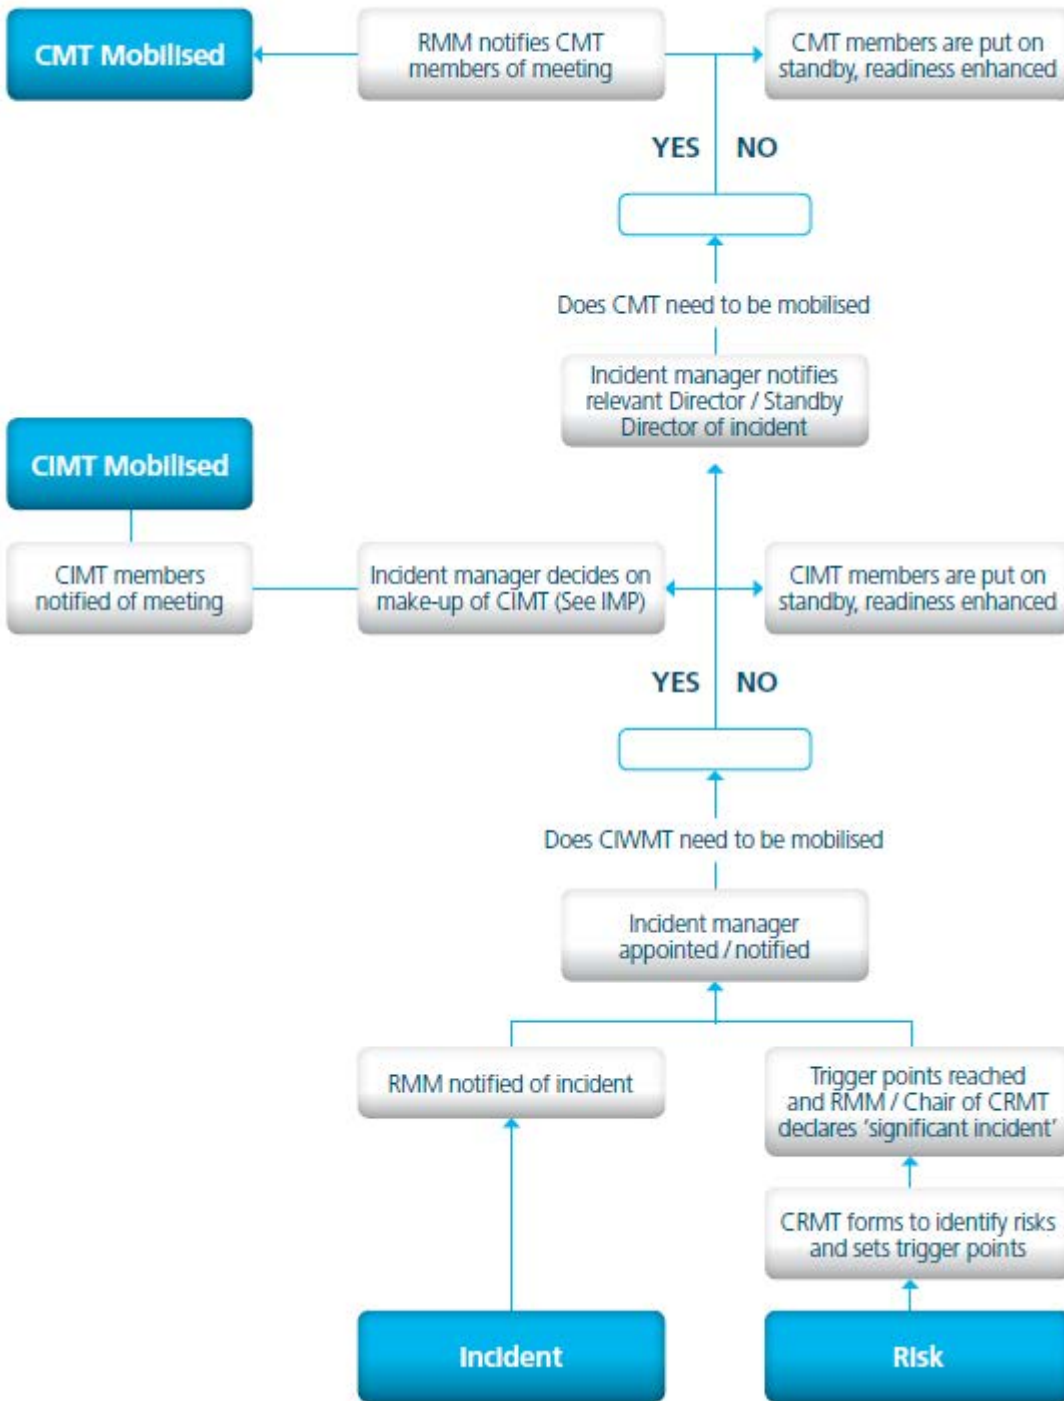 CMT Mobilised
RMM notifies CMT
members of meeting
CMT members are put on
standby, readiness enhanced
YES
NO
Does CMT need to be mobilised
Incident manager notifies
relevant Director / Standby
Director of incident
CIMT Mobilised
CIMT members
notified of meeting
Incident manager decides on
make-up of CIMT (See IMP)
CIMT members are put on
standby, readiness enhanced
YES
NO
Does CIWMT need to be mobilised
Incident manager
appointed / notified
RMM notified of incident
Trigger points reached
and RMM / Chair of CRMT
declares ‘significant incident’
CRMT forms to identify risks
and sets trigger points
Incident
Risk